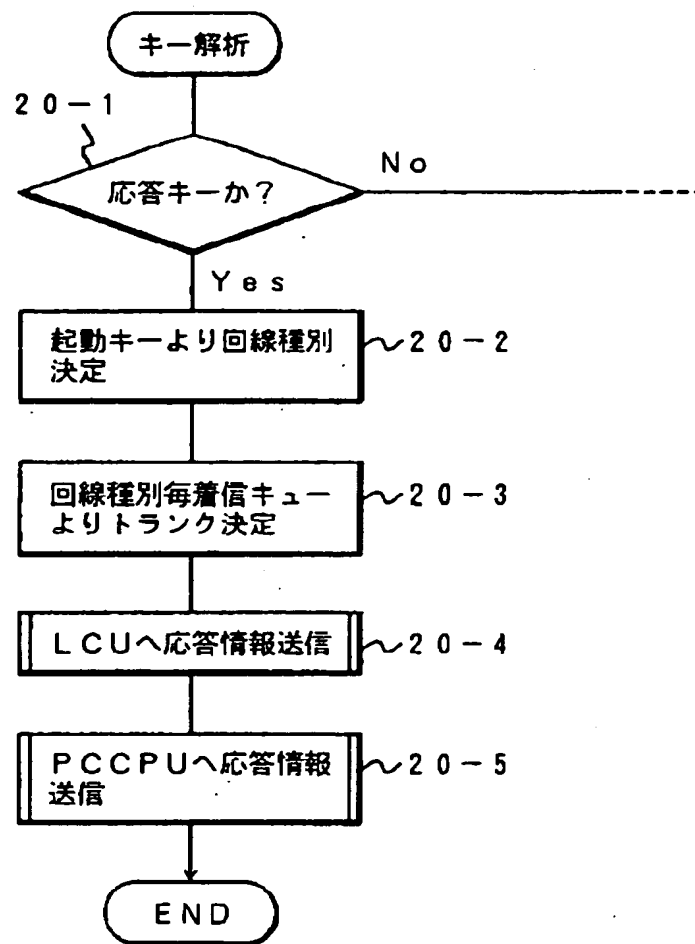 キー解析
20-1
応答キーか?
No
Yes
起動キーより回線種別
決定
20-2
回線種別毎着信キュー
よりトランク決定
20-3
LCUへ応答情報送信
20-4
PCCPUへ応答情報
送信
20-5
END